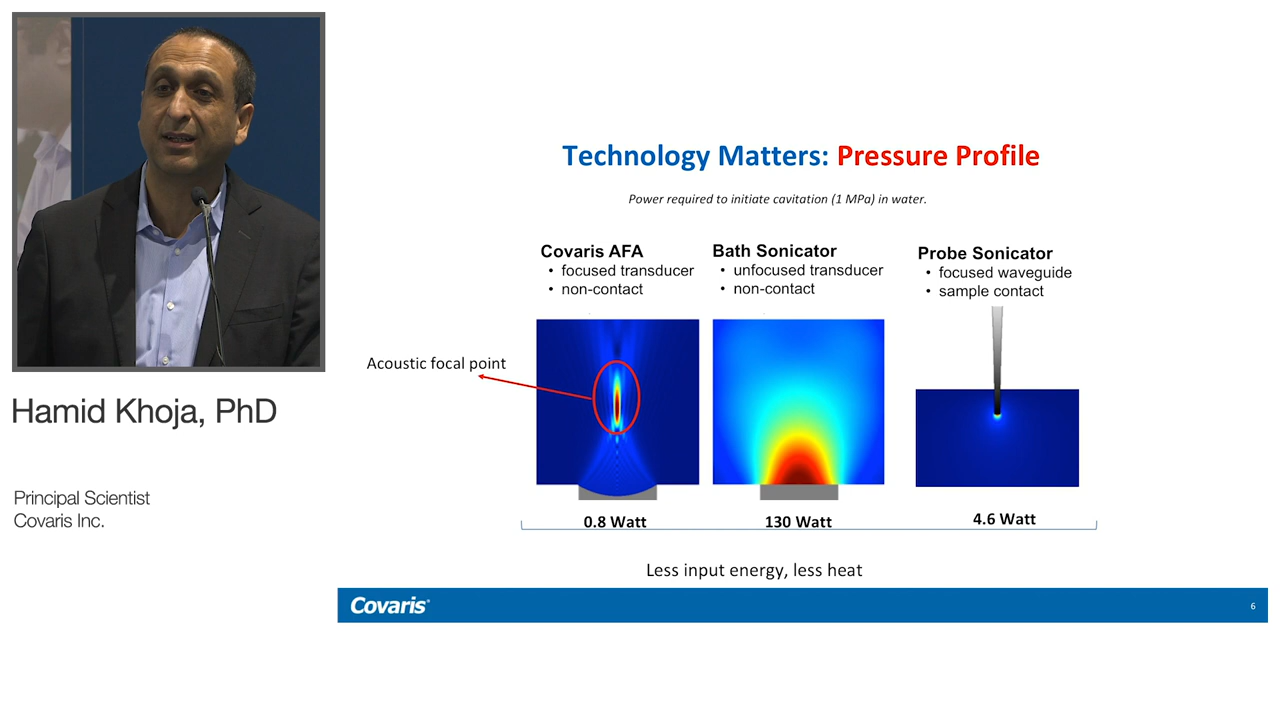 Technology Matters: Pressure Profile
Power required to initiate cavitation (1 MPa) in water.
Covaris AFA
• focused transducer
• non-contact
Bath Sonicator
• unfocused transducer
• non-contact
Probe Sonicator
• focused waveguide
• sample contact
Acoustic focal point
0.8 Watt
130 Watt
4.6 Watt
Less input energy, less heat
Covaris®
6
Hamid Khoja, PhD
Principal Scientist
Covaris Inc.